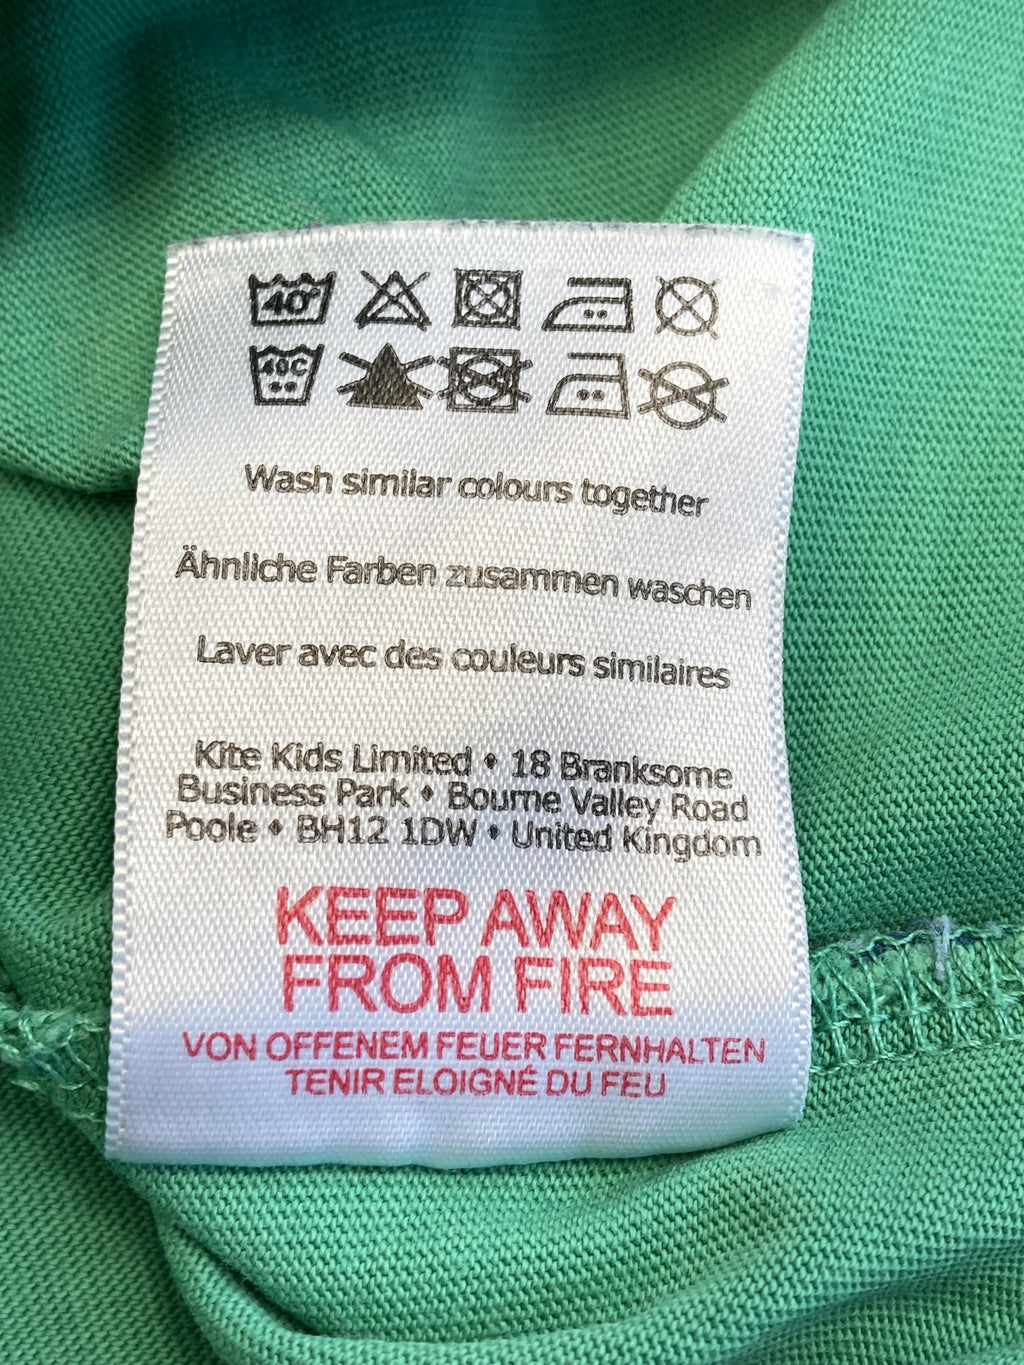 40°
40C
Wash similar colours together
Ähnliche Farben zusammen waschen
Laver avec des couleurs similaires
Kite Kids Limited • 18 Branksome
Business Park • Bourne Valley Road
Poole • BH12 1DW • United Kingdom
KEEP AWAY
FROM FIRE
VON OFFENEM FEUER FERNHALTEN
TENIR ELOIGNÉ DU FEU